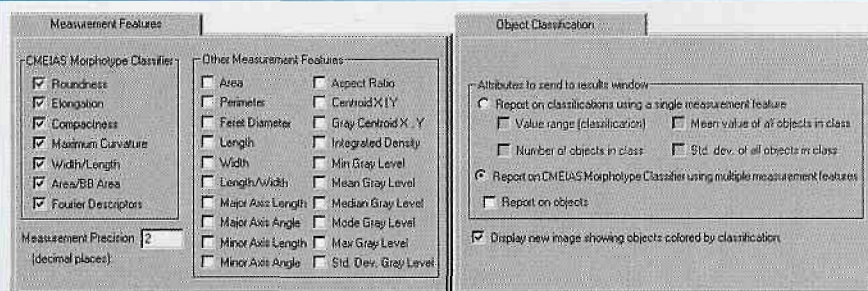 Measurement Features
CMEIAS Morphotype Classifier
Roundness
Elongation
Compactness
Maximum Curvature
Width/Length
Area/BB Area
Fourier Descriptors
Measurement Precision 2
(decimal places):
Other Measurement Features
Area
Perimeter
Feret Diameter
Length
Width
Length/Width
Major Axis Length
Major Axis Angle
Minor Axis Length
Minor Axis Angle
Aspect Ratio
Centroid X | Y
Gray Centroid X , Y
Integrated Density
Min Gray Level
Mean Gray Level
Median Gray Level
Mode Gray Level
Max Gray Level
Std. Dev. Gray Level
Object Classification
Attributes to send to results window
Report on classifications using a single measurement feature
Value range (classification)
Mean value of all objects in class
Number of objects in class
Std. dev. of all objects in class
Report on CMEIAS Morphotype Classifier using multiple measurement features
Report on objects
Display new image showing objects colored by classification